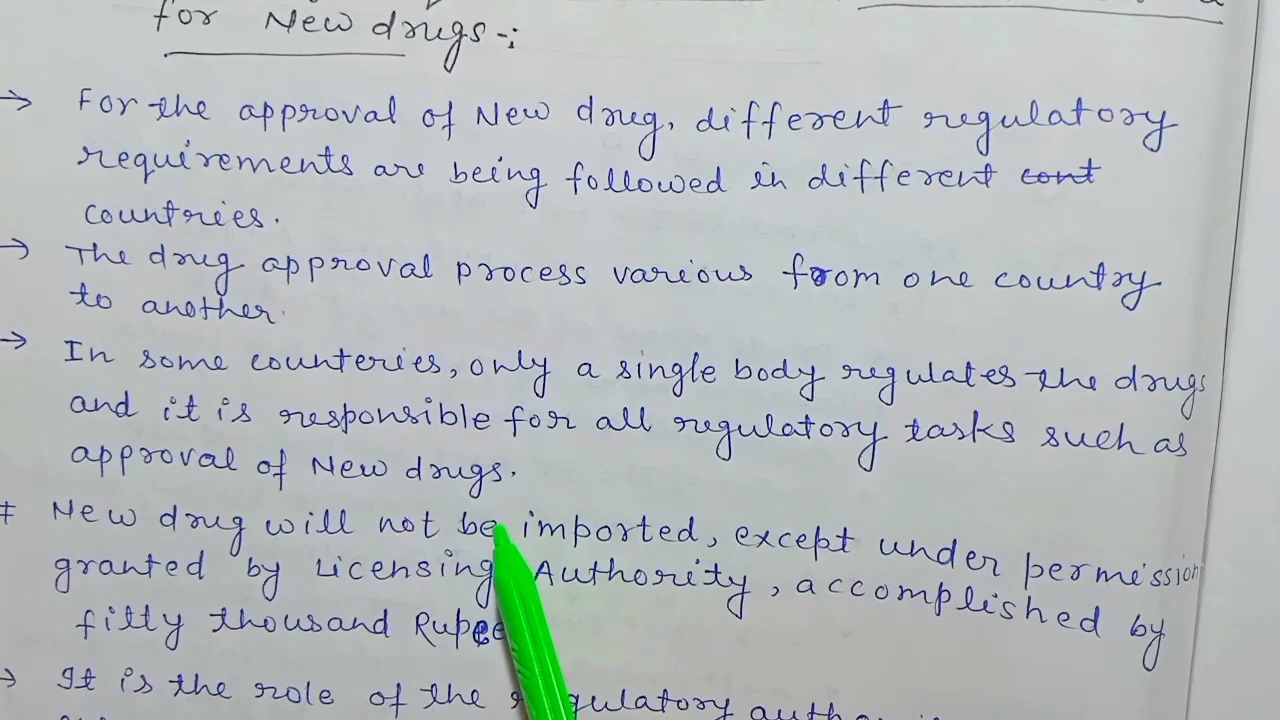 for New drugs-:
→ For the approval of New drug, different regulatory
requirements are being followed in different cont
countries.
→ The drug approval process various from one country
to another.
→ In some counteries, only a single body regulates the drugs
and it is responsible for all regulatory tasks such as
approval of New drugs.
‡ New drug will not be imported, except under permission
granted by Licensing Authority, accomplished by
fitty thousand Rupee
→ It is the role of the regulatory